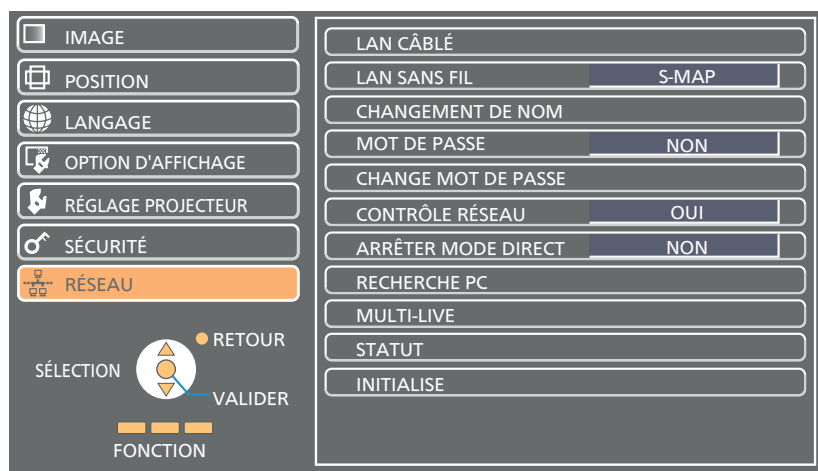 IMAGE
POSITION
LANGAGE
OPTION D'AFFICHAGE
RÉGLAGE PROJECTEUR
SÉCURITÉ
RÉSEAU
RETOUR
SÉLECTION
VALIDER
FONCTION
LAN CÂBLÉ
LAN SANS FIL S-MAP
CHANGEMENT DE NOM
MOT DE PASSE NON
CHANGE MOT DE PASSE
CONTRÔLE RÉSEAU OUI
ARRÊTER MODE DIRECT NON
RECHERCHE PC
MULTI-LIVE
STATUT
INITIALISE